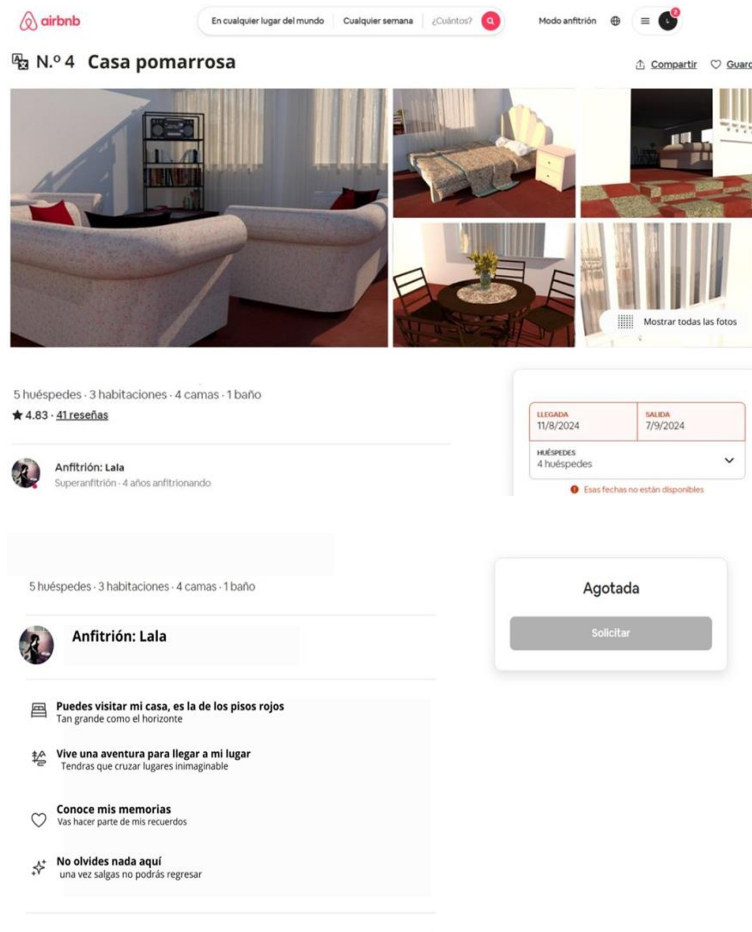 airbnb
En cualquier lugar del mundo
Cualquier semana
¿Cuántos?
Modo anfitrión
N.º 4 Casa pomarrosa
Compartir
Guarc
Mostrar todas las fotos
5 huéspedes · 3 habitaciones · 4 camas · 1 baño
4.83 · 41 reseñas
Anfitrión: Lala
Superanfitrión · 4 años anfitrionando
LLEGADA
11/8/2024
SALIDA
7/9/2024
HUÉSPEDES
4 huéspedes
Esas fechas no están disponibles
5 huéspedes · 3 habitaciones · 4 camas · 1 baño
Anfitrión: Lala
Agotada
Solicitar
Puedes visitar mi casa, es la de los pisos rojos
Tan grande como el horizonte
Vive una aventura para llegar a mi lugar
Tendras que cruzar lugares inimaginable
Conoce mis memorias
Vas hacer parte de mis recuerdos
No olvides nada aquí
una vez salgas no podrás regresar